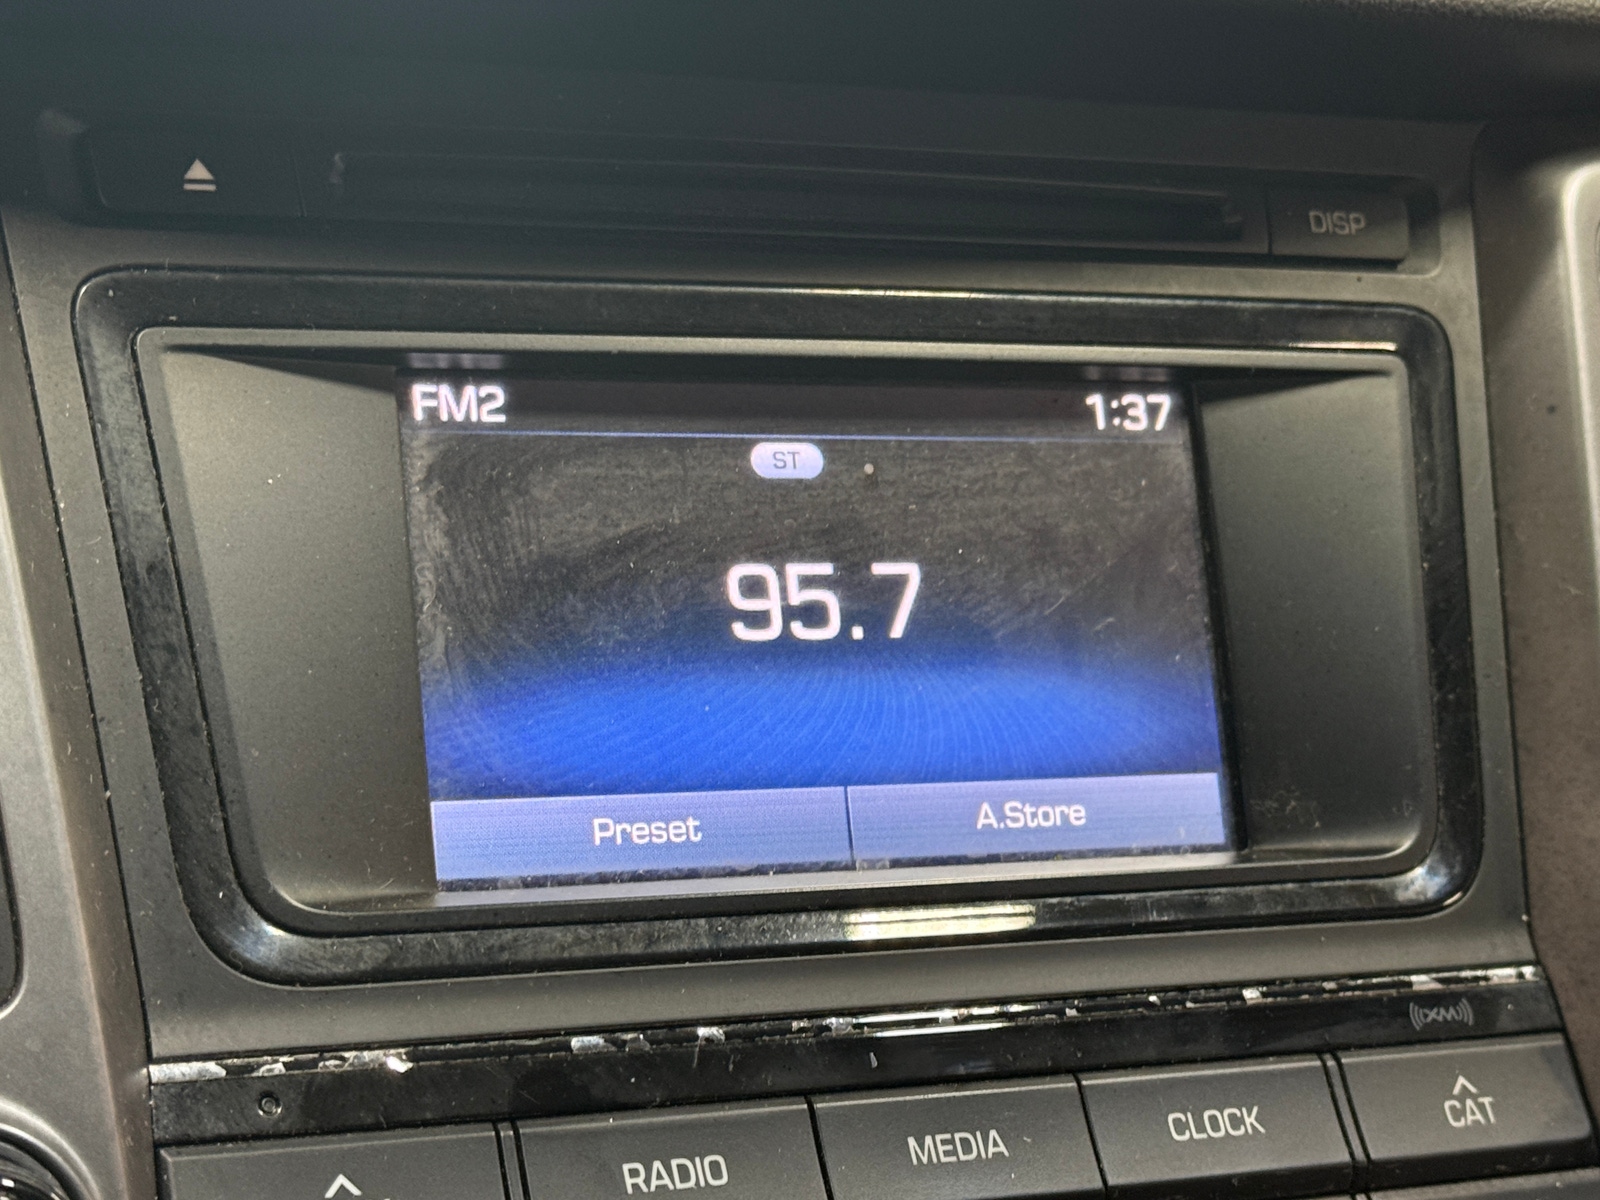 DISP
FM2 1:37
ST
95.7
Preset A.Store
((XM))
RADIO MEDIA CLOCK CAT